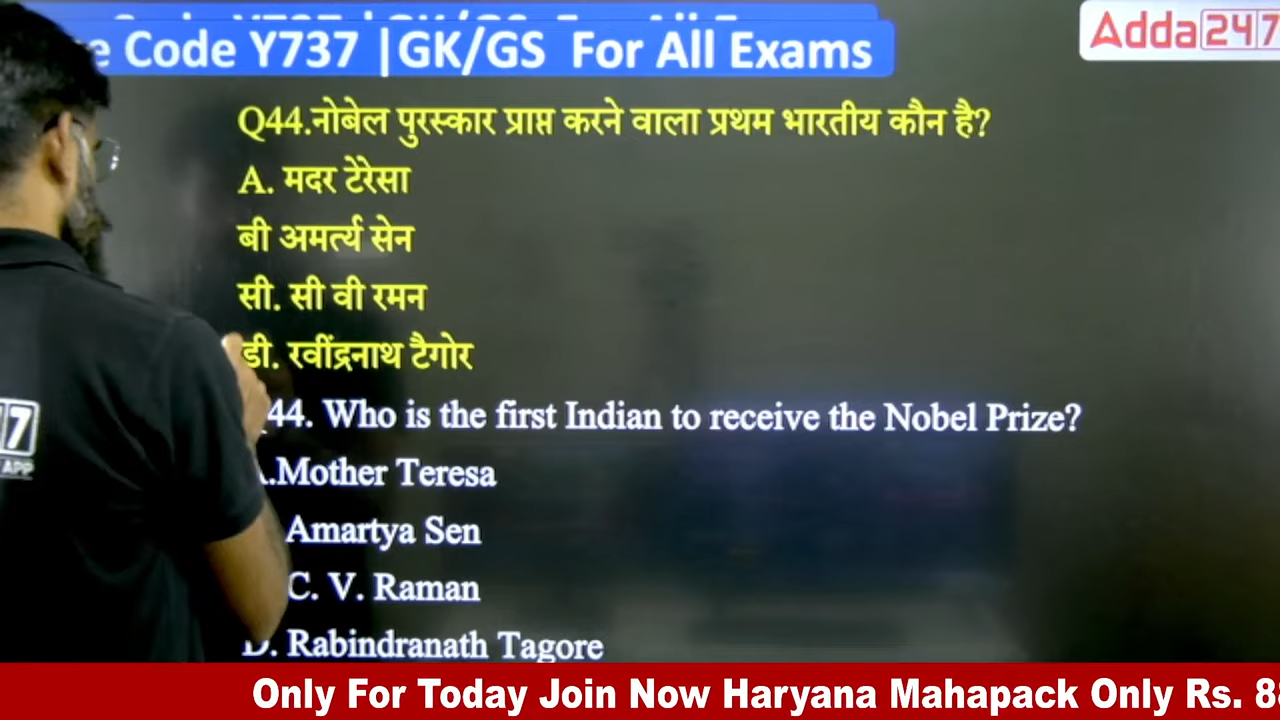 Code Y737 |GK/GS For All Exams
Adda247
Q44.नोबेल पुरस्कार प्राप्त करने वाला प्रथम भारतीय कौन है?
A. मदर टेरेसा
बी अमर्त्य सेन
सी. सी वी रमन
डी. रवींद्रनाथ टैगोर
44. Who is the first Indian to receive the Nobel Prize?
.Mother Teresa
Amartya Sen
C. V. Raman
D. Rabindranath Tagore
7
APP
Only For Today Join Now Haryana Mahapack Only Rs.